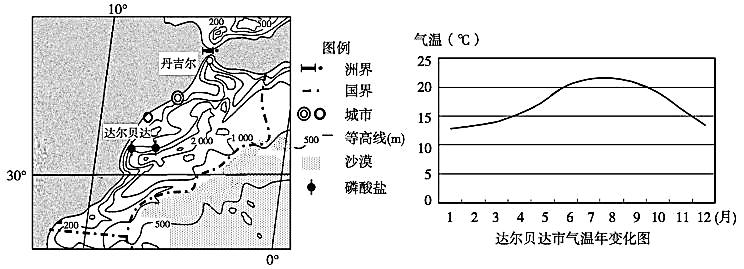 10°
200
500
丹吉尔
达尔贝达
2 000
1 000
30°
200
500
0°
图例
洲界
国界
城市
500 等高线(m)
沙漠
磷酸盐
气温(℃)
25
20
15
10
5
0
1 2 3 4 5 6 7 8 9 10 11 12 (月)
达尔贝达市气温年变化图